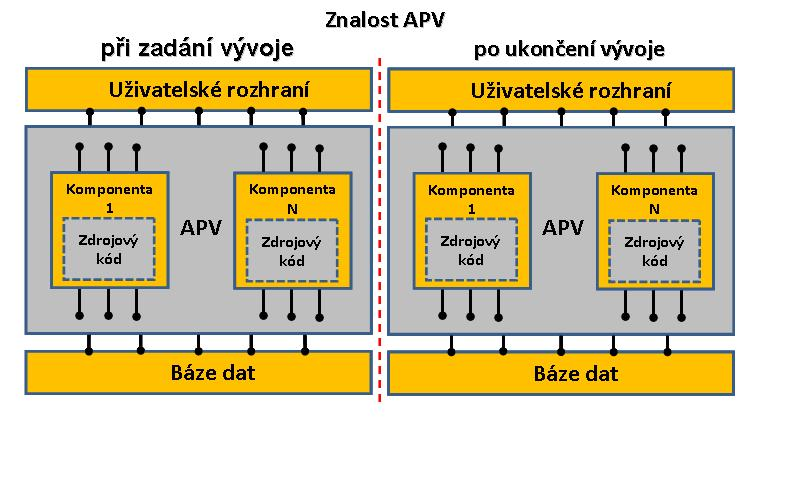 Znalost APV
při zadání vývoje
po ukončení vývoje
Uživatelské rozhraní
Komponenta
1
Zdrojový
kód
APV
Komponenta
N
Zdrojový
kód
Báze dat
Uživatelské rozhraní
Komponenta
1
Zdrojový
kód
APV
Komponenta
N
Zdrojový
kód
Báze dat